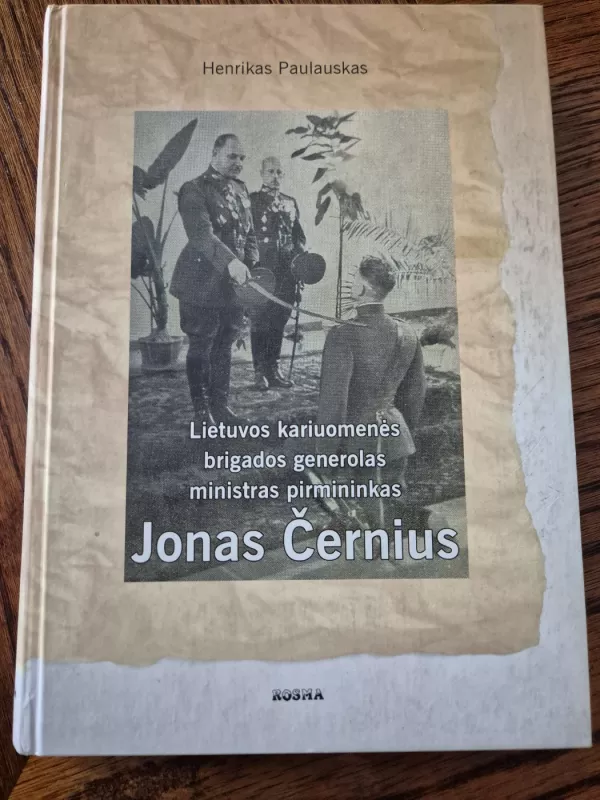 Henrikas Paulauskas
Lietuvos kariuomenės
brigados generolas
ministras pirmininkas
Jonas Černius
ROSMA